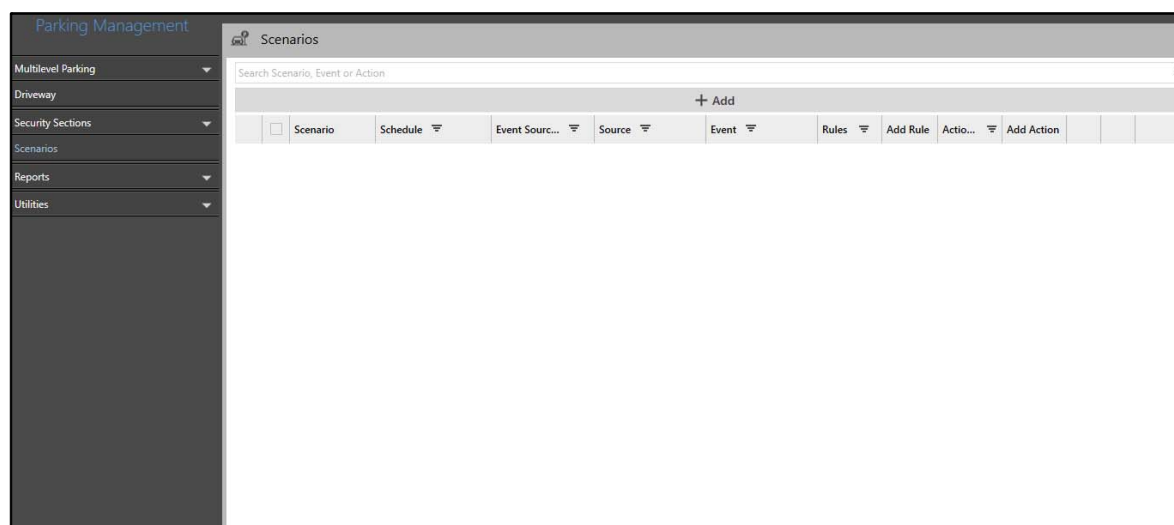 Parking Management
Scenarios
Multilevel Parking
Driveway
Security Sections
Scenarios
Reports
Utilities
Search Scenario, Event or Action
+ Add
Scenario Schedule Event Sourc... Source Event Rules Add Rule Actio... Add Action